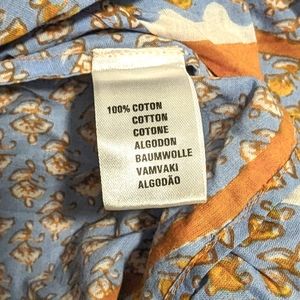 100% COTON
COTTON
COTONE
ALGODON
BAUMWOLLE
VAMVAKI
ALGODÃO